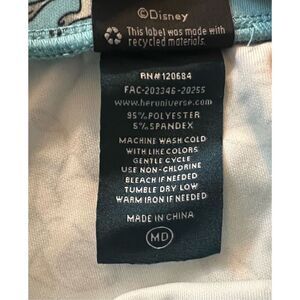 ©Disney
This label was made with
recycled materials.
RN#120684
FAC-203346-20255
www.heruniverse.com
95%POLYESTER
5%SPANDEX
MACHINE WASH COLD
WITH LIKE COLORS
GENTLE CYCLE
USE NON-CHLORINE
BLEACH IF NEEDED
TUMBLE DRY LOW
WARM IRON IF NEEDED
MADE IN CHINA
MD